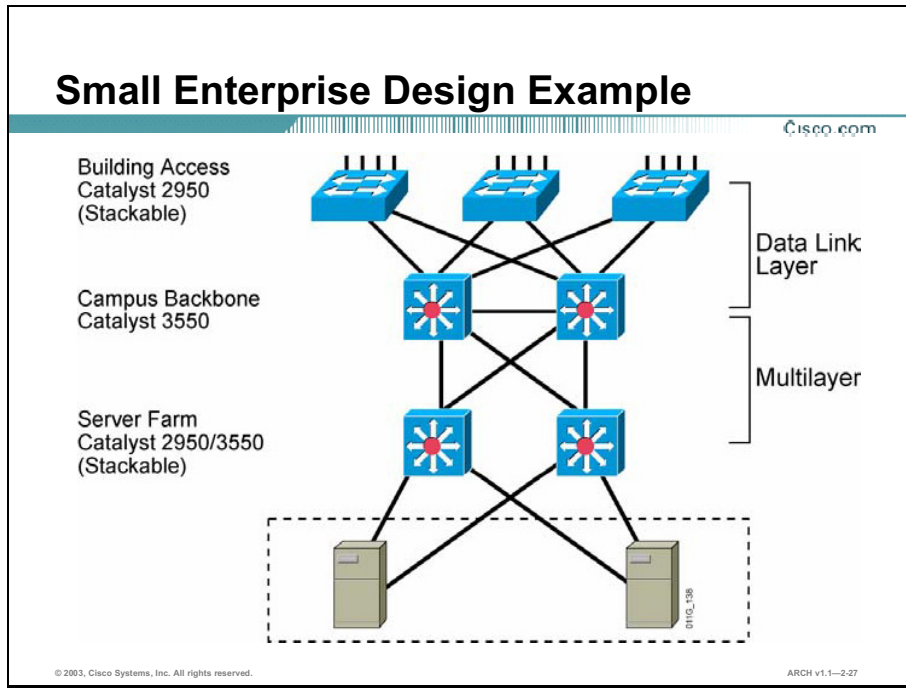 Small Enterprise Design Example
Cisco.com
Building Access
Catalyst 2950
(Stackable)
Data Link
Layer
Campus Backbone
Catalyst 3550
Multilayer
Server Farm
Catalyst 2950/3550
(Stackable)
011G_138
© 2003, Cisco Systems, Inc. All rights reserved.
ARCH v1.1—2-27